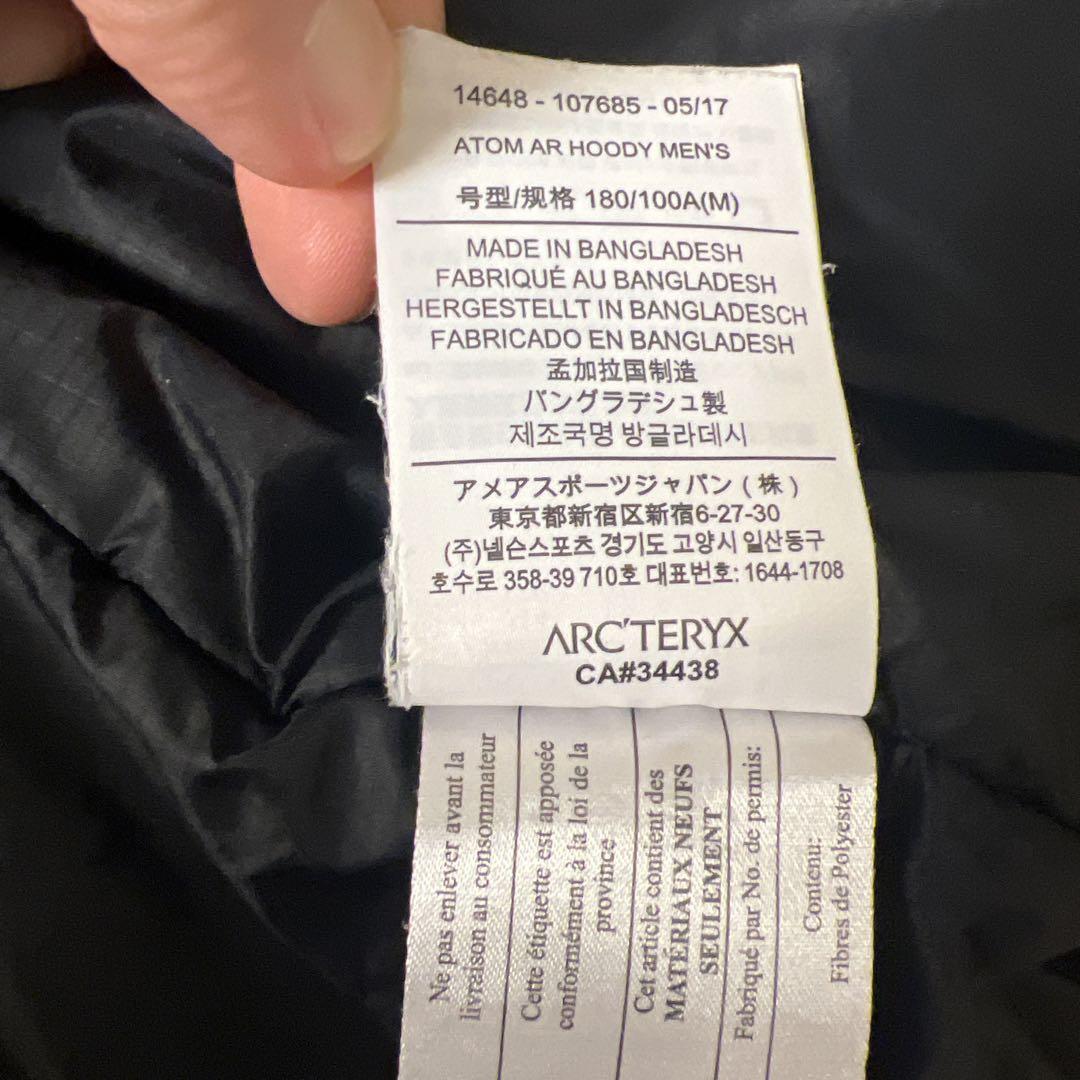 14648 - 107685 - 05/17
ATOM AR HOODY MEN'S
号型/规格 180/100A(M)
MADE IN BANGLADESH
FABRIQUÉ AU BANGLADESH
HERGESTELLT IN BANGLADESCH
FABRICADO EN BANGLADESH
孟加拉国制造
バングラデシュ製
제조국명 방글라데시
アメアスポーツジャパン ( 株 )
東京都新宿区新宿6-27-30
(주)넬슨스포츠 경기도 고양시 일산동구
호수로 358-39 710호 대표번호: 1644-1708
ARC'TERYX
CA#34438
Ne pas enlever avant la
livraison au consommateur
Cette étiquette est apposée
conformément à la loi de la
province
Cet article contient des
MATÉRIAUX NEUFS
SEULEMENT
Fabriqué par No. de permis:
Contenu:
Fibres de Polyester